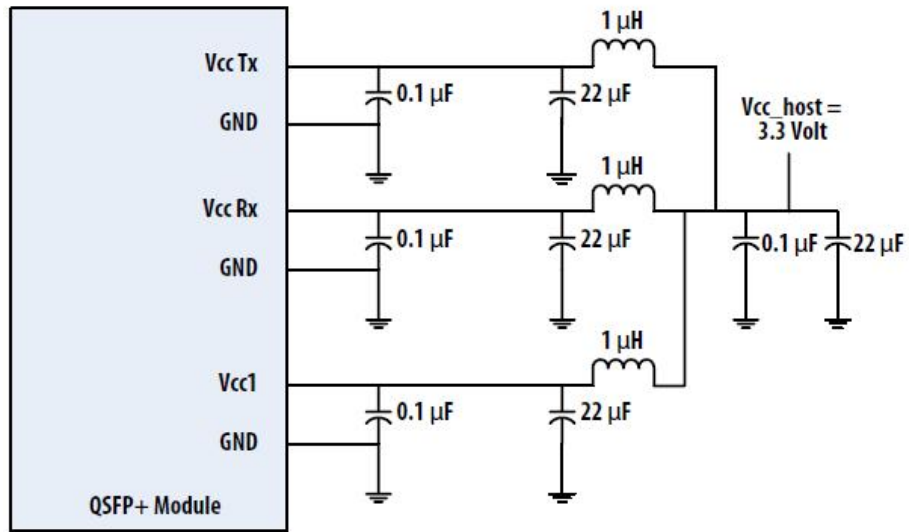 1 µH
Vcc Tx
0.1 µF
22 µF
GND
Vcc_host =
3.3 Volt
1 µH
Vcc Rx
0.1 µF
22 µF
0.1 µF
22 µF
GND
1 µH
Vcc1
0.1 µF
22 µF
GND
QSFP+ Module